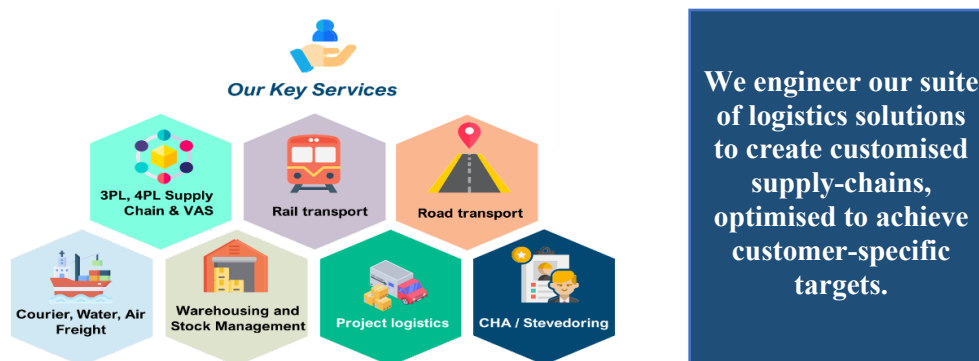 Our Key Services
3PL, 4PL Supply
Chain & VAS
Rail transport
Road transport
Courier, Water, Air
Freight
Warehousing and
Stock Management
Project logistics
CHA / Stevedoring
We engineer our suite
of logistics solutions
to create customised
supply-chains,
optimised to achieve
customer-specific
targets.